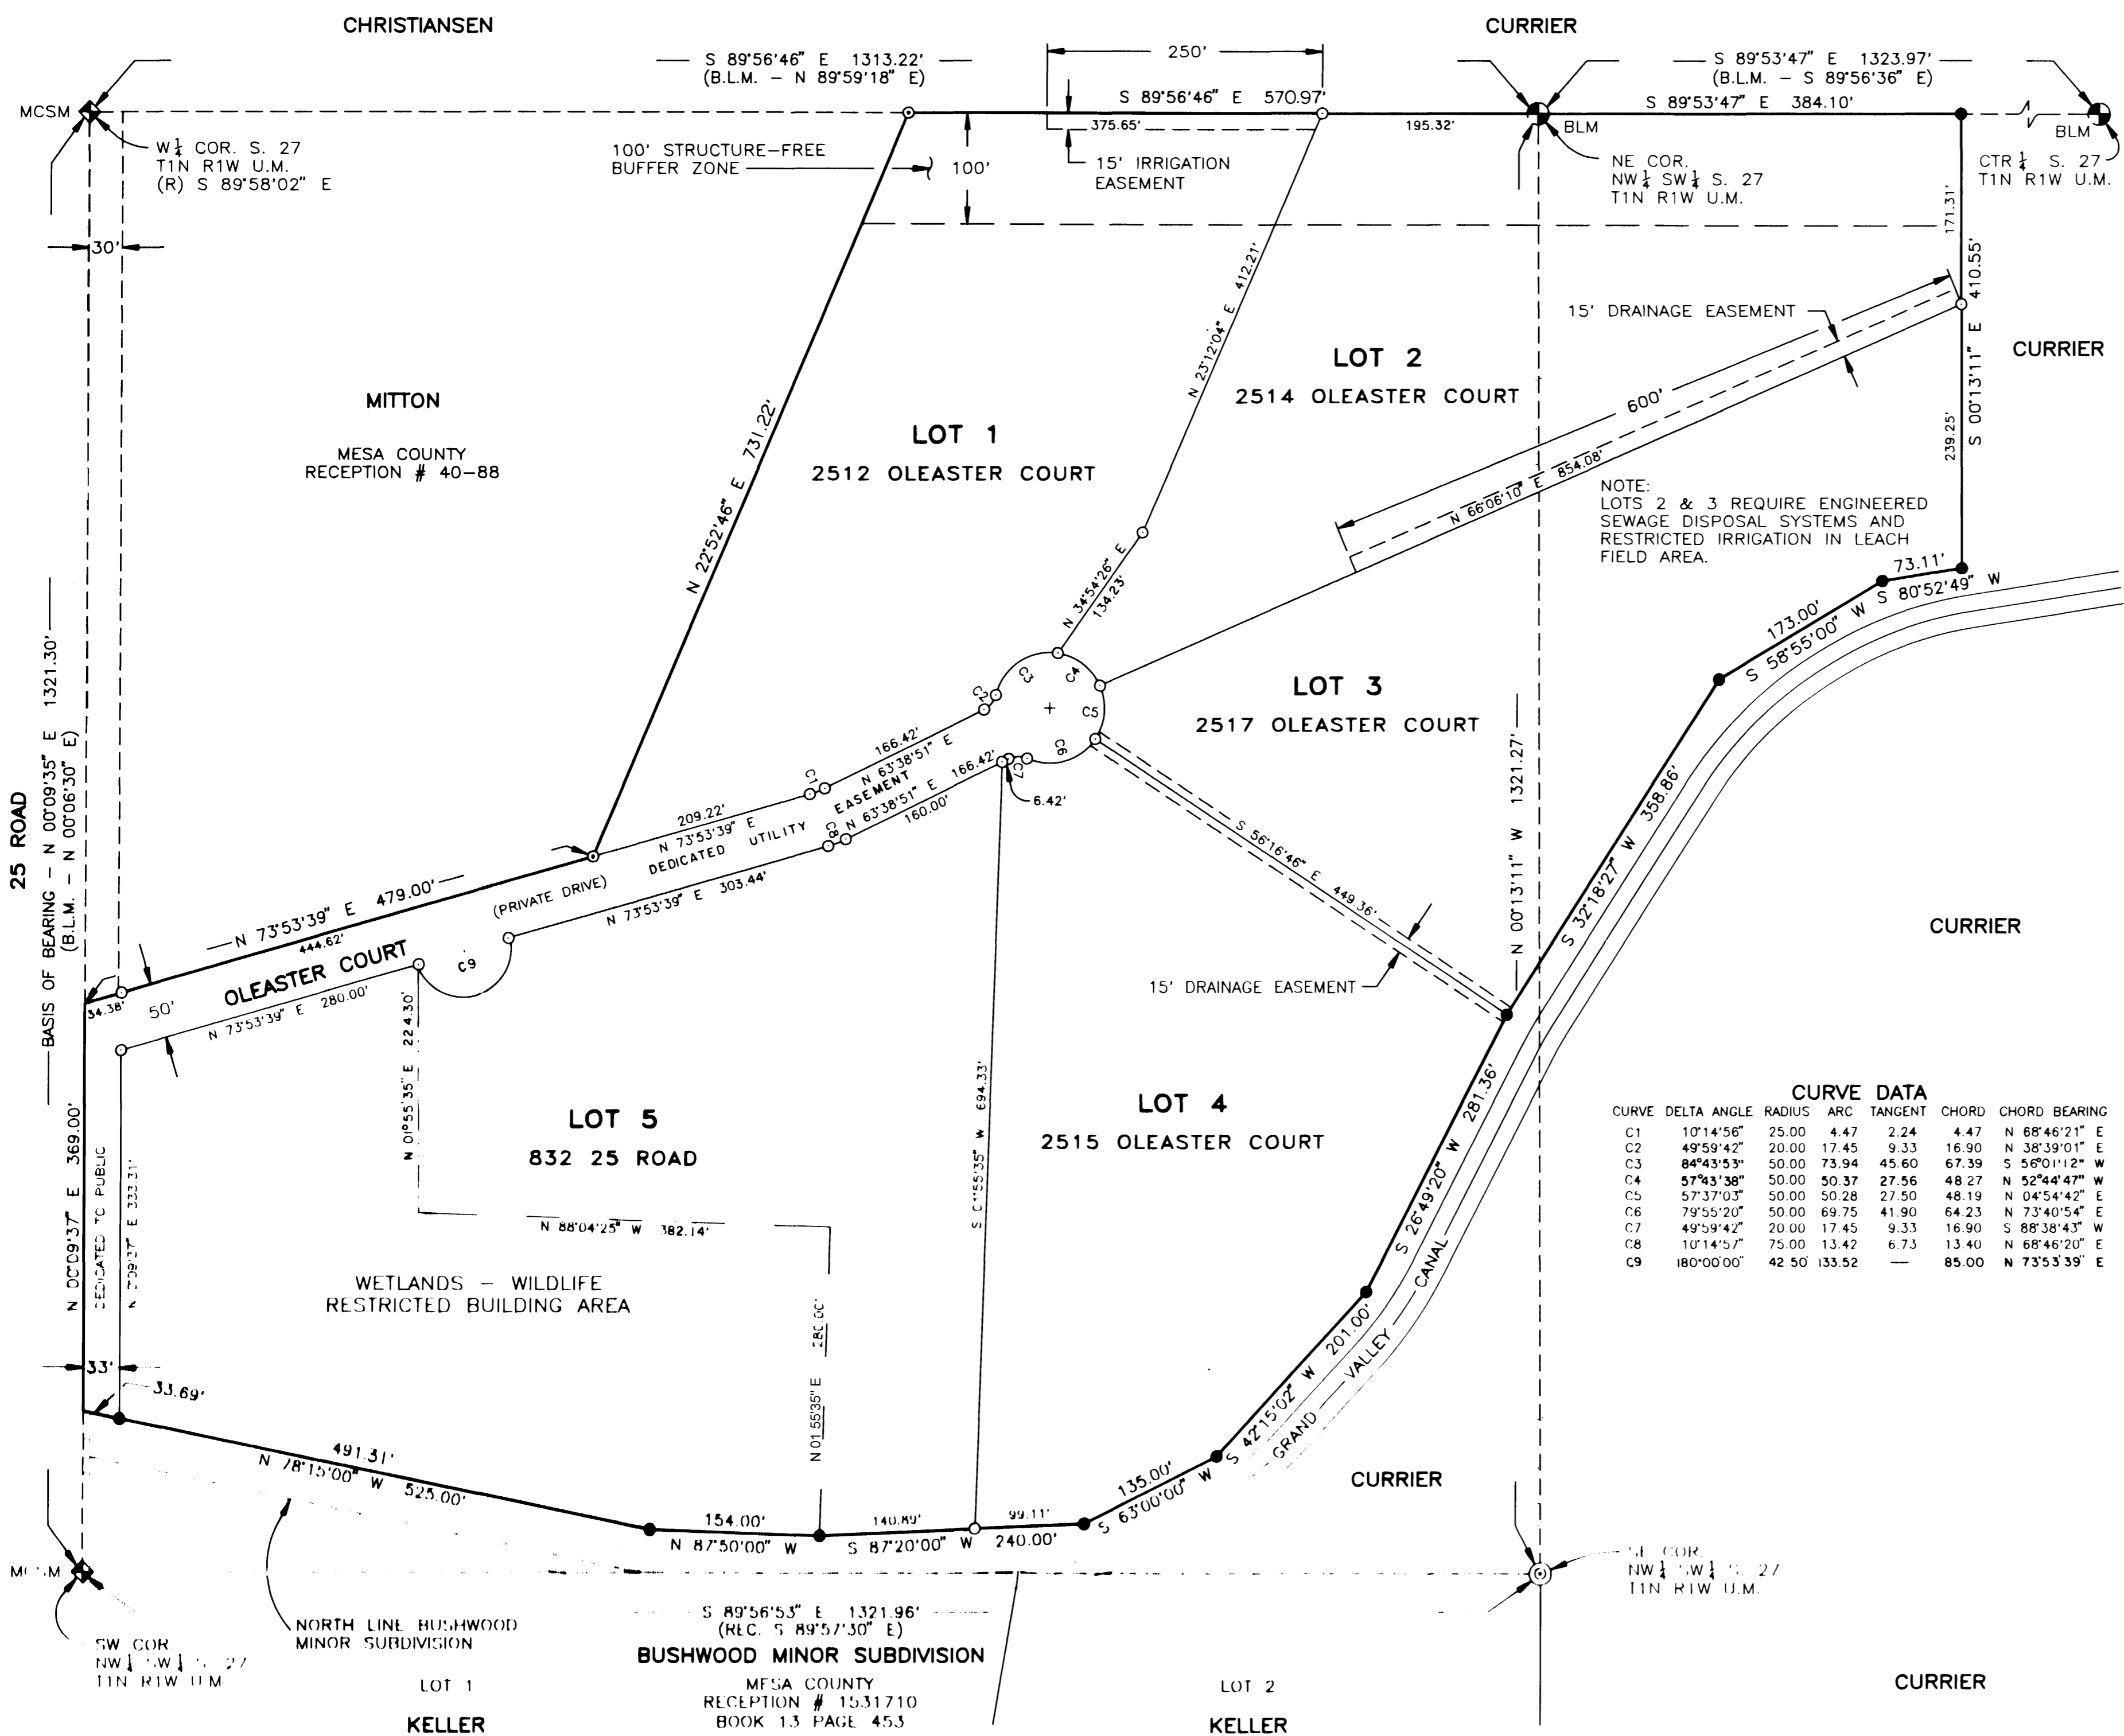 CHRISTIANSEN
CURRIER
S 89°56'46" E 1313.22'
(B.L.M. – N 89°59'18" E)
250'
S 89°53'47" E 1323.97'
(B.L.M. – S 89°56'36" E)
S 89°56'46" E 570.97'
S 89°53'47" E 384.10'
MCSM
375.65'
195.32'
BLM
BLM
W¼ COR. S. 27
T1N R1W U.M.
(R) S 89°58'02" E
100' STRUCTURE–FREE
BUFFER ZONE
100'
15' IRRIGATION
EASEMENT
NE COR.
NW¼ SW¼ S. 27
T1N R1W U.M.
CTR ¼ S. 27
T1N R1W U.M.
30'
171.31'
S 00°13'11" E 410.55'
239.25'
N 23°12'04" E 412.21'
15' DRAINAGE EASEMENT
CURRIER
LOT 2
2514 OLEASTER COURT
600'
N 66°06'10" E 854.08'
MITTON
MESA COUNTY
RECEPTION # 40–88
N 22°52'46" E 731.22'
LOT 1
2512 OLEASTER COURT
NOTE:
LOTS 2 & 3 REQUIRE ENGINEERED
SEWAGE DISPOSAL SYSTEMS AND
RESTRICTED IRRIGATION IN LEACH
FIELD AREA.
73.11'
S 80°52'49" W
173.00'
S 58°55'00" W
N 34°54'26" E
134.23'
25 ROAD
BASIS OF BEARING – N 00°09'35" E 1321.30'
(B.L.M. – N 00°06'30" E)
C3
C4
C2
C5
C6
C7
LOT 3
2517 OLEASTER COURT
N 00°13'11" W 1321.27'
S 32°18'27" W 358.86'
166.42'
N 63°38'51" E
C1
EASEMENT
N 63°38'51" E 166.42'
160.00'
C8
6.42'
209.22'
N 73°53'39" E
DEDICATED UTILITY
(PRIVATE DRIVE)
N 73°53'39" E 303.44'
N 73°53'39" E 479.00'
444.62'
OLEASTER COURT
C9
34.38'
50'
N 73°53'39" E 280.00'
S 56°16'46" E 449.36'
15' DRAINAGE EASEMENT
CURRIER
N 01°55'35" E 224.30'
N 00°09'37" E 369.00'
DEDICATED TO PUBLIC
333.31'
LOT 5
832 25 ROAD
694.33'
LOT 4
2515 OLEASTER COURT
S 26°49'20" W 281.36'
N 88°04'25" W 382.14'
WETLANDS – WILDLIFE
RESTRICTED BUILDING AREA
N 01°55'35" E 280.00'
CURVE DATA
CURVE DELTA ANGLE RADIUS ARC TANGENT CHORD CHORD BEARING
C1 10°14'56" 25.00 4.47 2.24 4.47 N 68°46'21" E
C2 49°59'42" 20.00 17.45 9.33 16.90 N 38°39'01" E
C3 84°43'53" 50.00 73.94 45.60 67.39 S 56°01'12" W
C4 57°43'38" 50.00 50.37 27.56 48.27 N 52°44'47" W
C5 57°37'03" 50.00 50.28 27.50 48.19 N 04°54'42" E
C6 79°55'20" 50.00 69.75 41.90 64.23 N 73°40'54" E
C7 49°59'42" 20.00 17.45 9.33 16.90 S 88°38'43" W
C8 10°14'57" 75.00 13.42 6.73 13.40 N 68°46'20" E
C9 180°00'00" 42.50 133.52 — 85.00 N 73°53'39" E
33'
33.69'
S 42°15'02" W 201.00'
GRAND VALLEY CANAL
491.31'
N 78°15'00" W 525.00'
154.00'
N 87°50'00" W
140.89'
S 87°20'00" W
99.11'
240.00'
135.00'
S 63°00'00" W
CURRIER
SW COR.
T1N R1W U.M
NORTH LINE BUSHWOOD
MINOR SUBDIVISION
S 89°56'53" E 1321.96'
(REC. S 89°57'30" E)
BUSHWOOD MINOR SUBDIVISION
MESA COUNTY
RECEPTION # 1531710
BOOK 13 PAGE 453
SE COR.
NW¼ SW¼ S. 27
T1N R1W U.M.
LOT 1
KELLER
LOT 2
KELLER
CURRIER